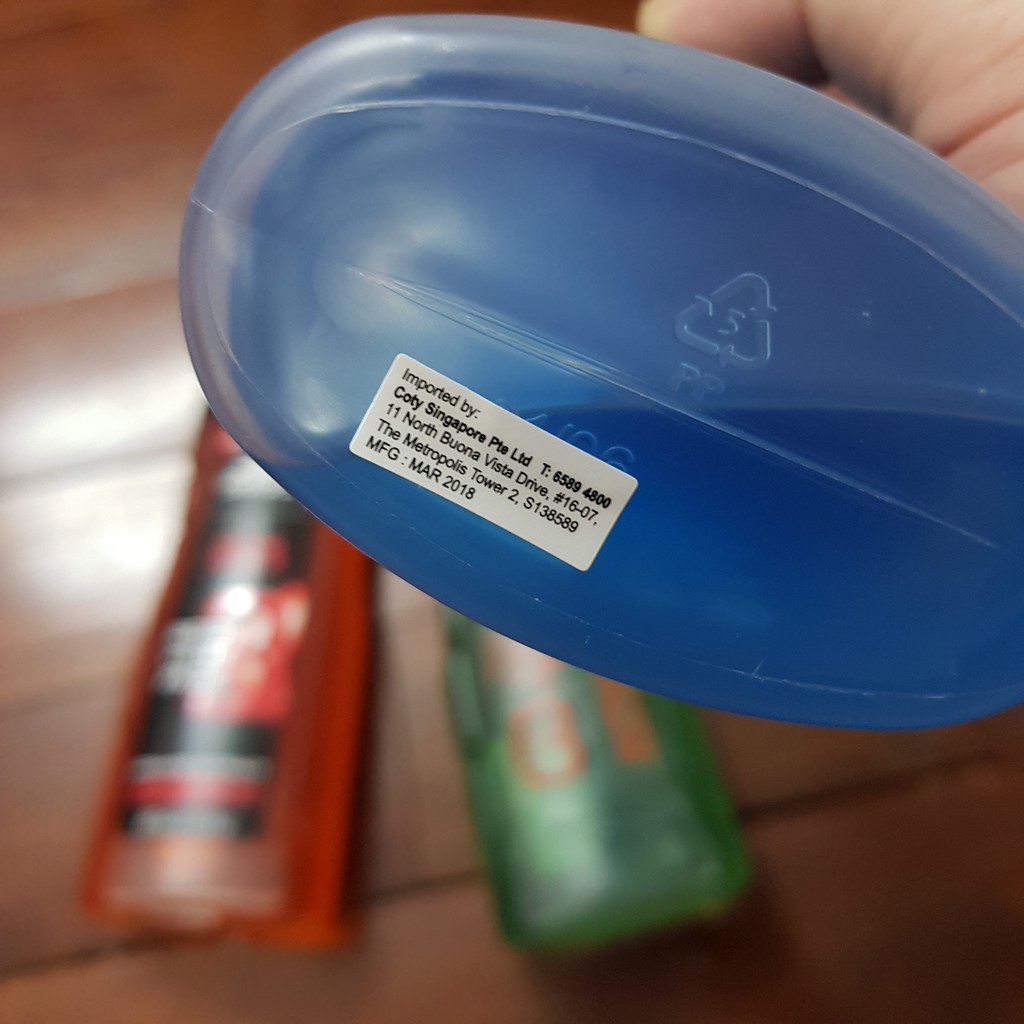 5
PP
Imported by:
Coty Singapore Pte Ltd T: 6589 4800
11 North Buona Vista Drive, #16-07,
The Metropolis Tower 2, S138589
MFG : MAR 2018